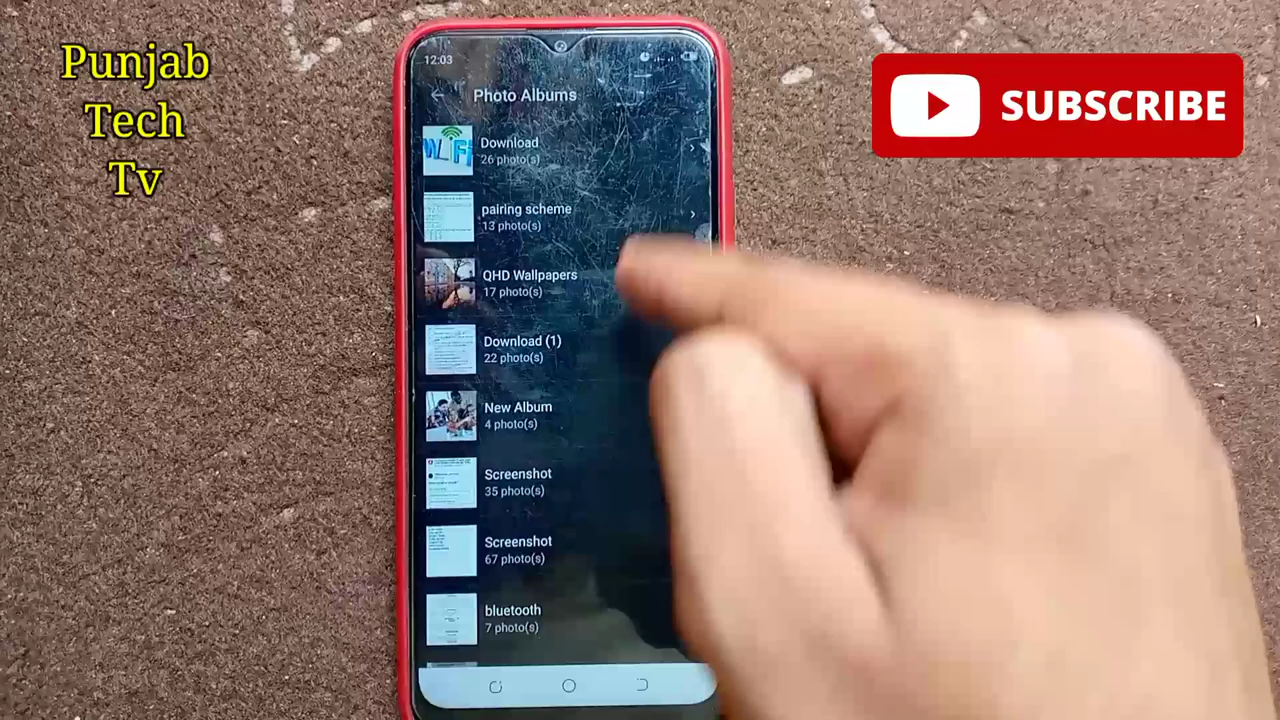 Punjab
Tech
Tv
SUBSCRIBE
12:03
Photo Albums
Download
26 photo(s)
pairing scheme
13 photo(s)
QHD Wallpapers
17 photo(s)
Download (1)
22 photo(s)
New Album
4 photo(s)
Screenshot
35 photo(s)
Screenshot
67 photo(s)
bluetooth
7 photo(s)